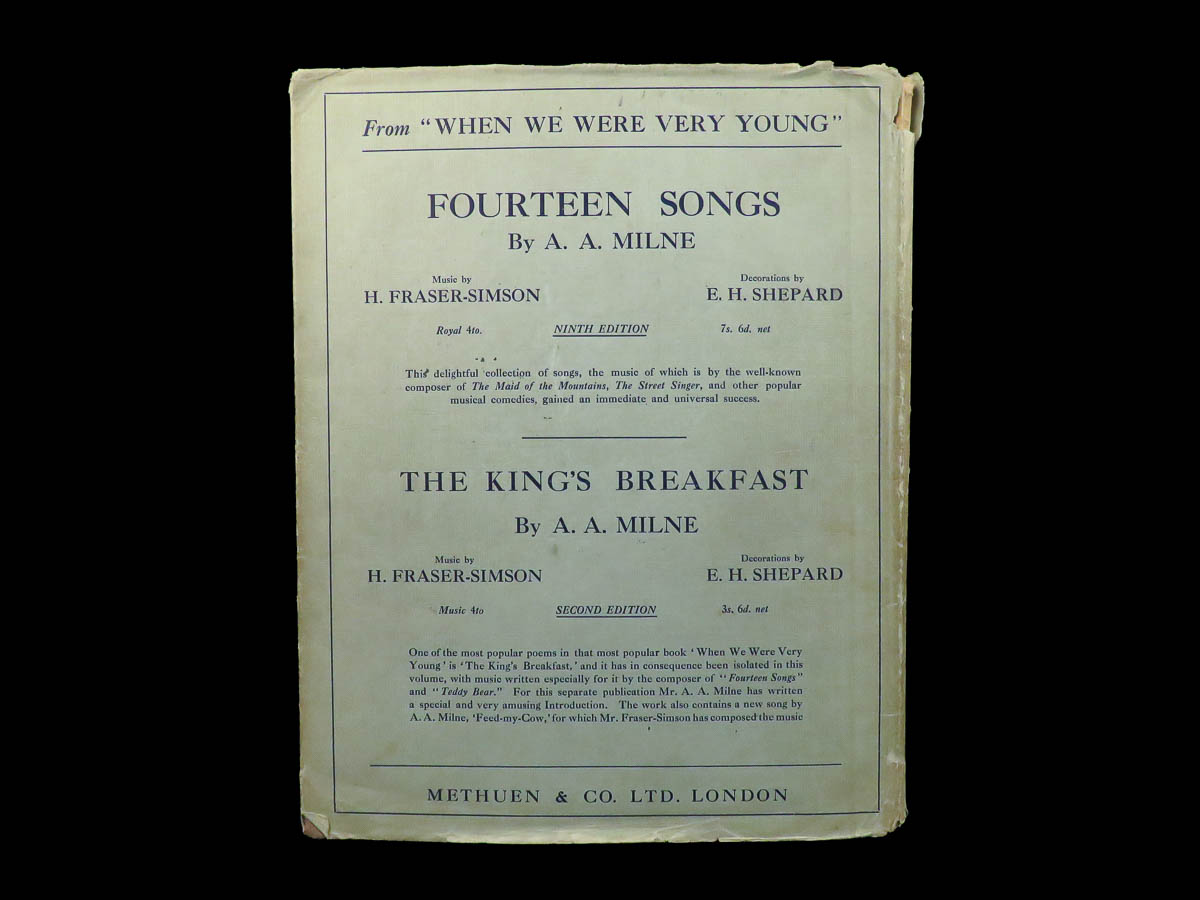 From "WHEN WE WERE VERY YOUNG"
FOURTEEN SONGS
By A. A. MILNE
Music by
H. FRASER-SIMSON
Decorations by
E. H. SHEPARD
Royal 4to. NINTH EDITION 7s. 6d. net
This delightful collection of songs, the music of which is by the well-known
composer of The Maid of the Mountains, The Street Singer, and other popular
musical comedies, gained an immediate and universal success.
THE KING'S BREAKFAST
By A. A. MILNE
Music by
H. FRASER-SIMSON
Decorations by
E. H. SHEPARD
Music 4to SECOND EDITION 3s. 6d. net
One of the most popular poems in that most popular book 'When We Were Very
Young' is 'The King's Breakfast,' and it has in consequence been isolated in this
volume, with music written especially for it by the composer of "Fourteen Songs"
and "Teddy Bear." For this separate publication Mr. A. A. Milne has written
a special and very amusing Introduction. The work also contains a new song by
A. A. Milne, 'Feed-my-Cow,' for which Mr. Fraser-Simson has composed the music
METHUEN & CO. LTD. LONDON